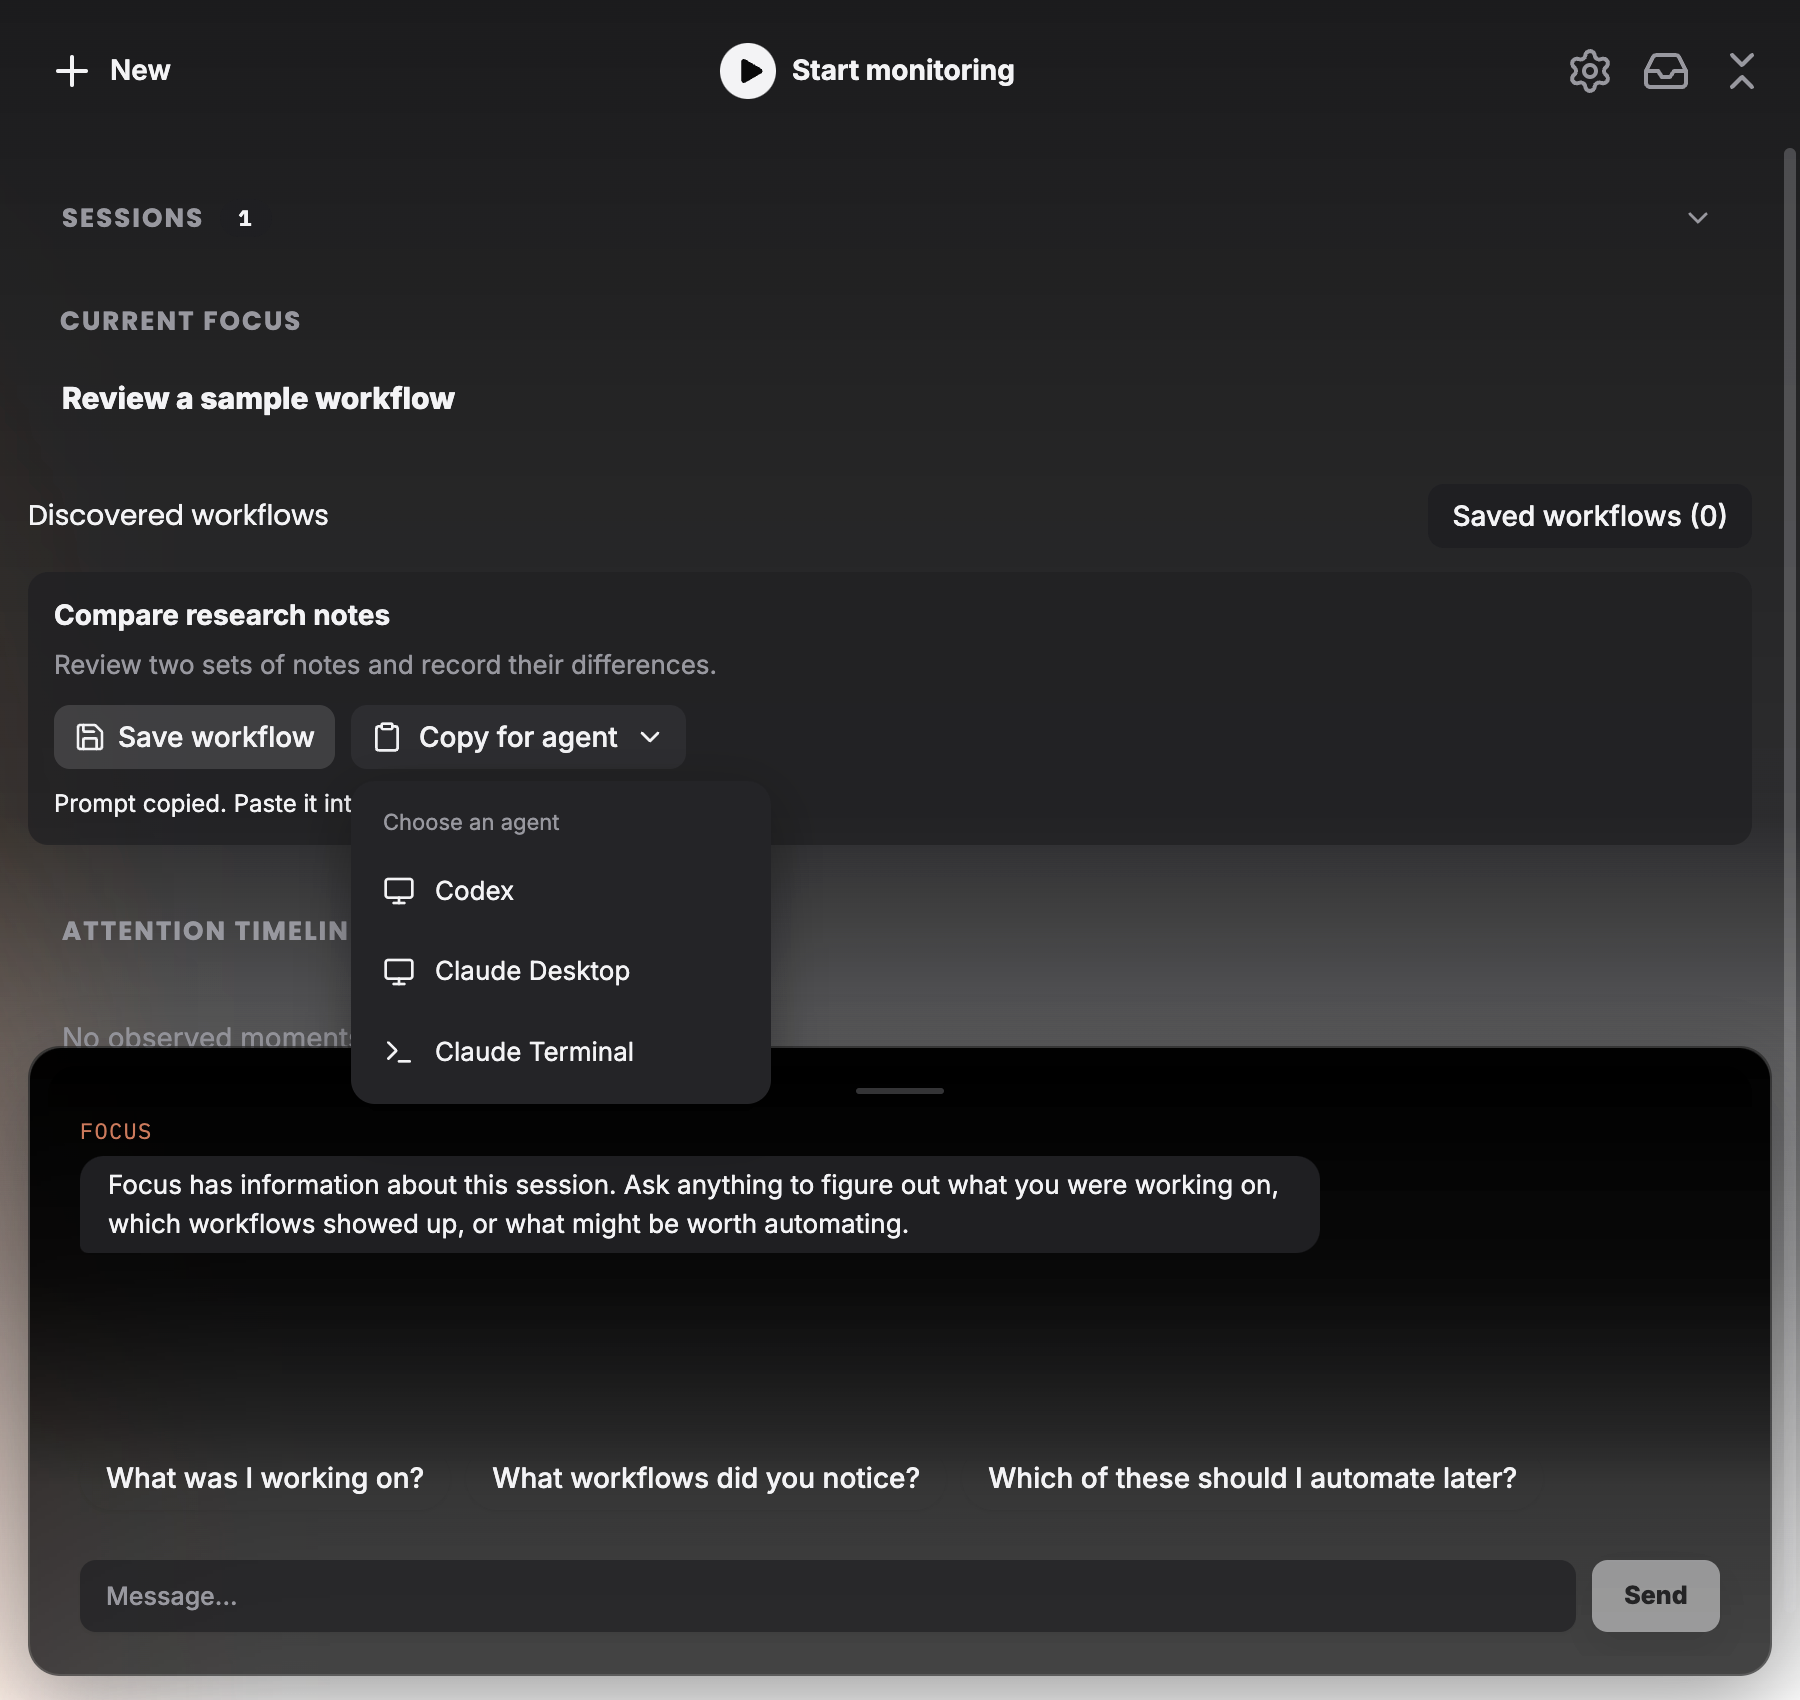 New
Start monitoring
SESSIONS 1
CURRENT FOCUS
Review a sample workflow
Discovered workflows
Saved workflows (0)
Compare research notes
Review two sets of notes and record their differences.
Save workflow
Copy for agent
Prompt copied. Paste it
Choose an agent
Codex
Claude Desktop
Claude Terminal
ATTENTION
No observed
FOCUS
Focus has information about this session. Ask anything to figure out what you were working on,
which workflows showed up, or what might be worth automating.
What was I working on?
What workflows did you notice?
Which of these should I automate later?
Message...
Send